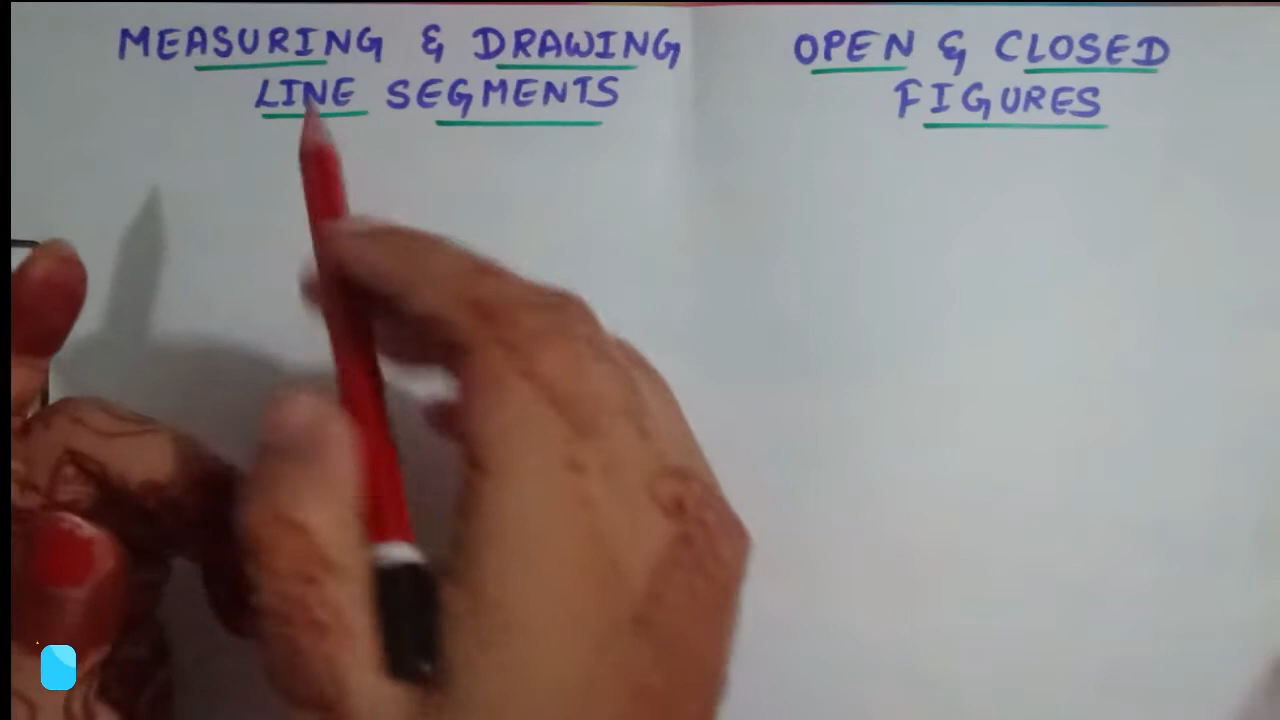 MEASURING & DRAWING
LINE SEGMENTS
OPEN & CLOSED
FIGURES